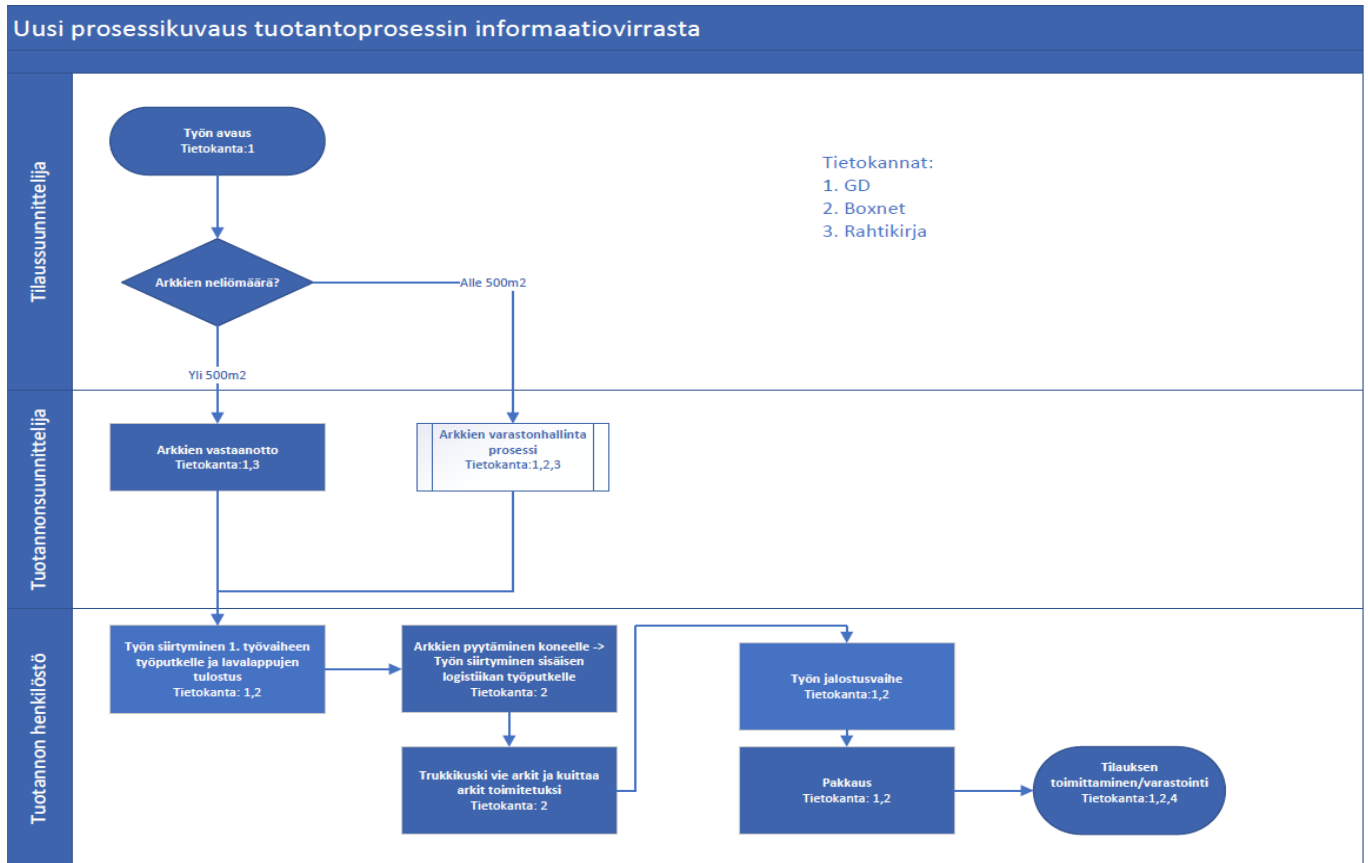 Uusi prosessikuvaus tuotantoprosessin informaatiovirrasta
Tilaussuunnittelija
Työn avaus
Tietokanta:1
Tietokannat:
1. GD
2. Boxnet
3. Rahtikirja
Arkkien neliömäärä?
Alle 500m2
Yli 500m2
Tuotannonsuunnittelija
Arkkien vastaanotto
Tietokanta:1,3
Arkkien varastonhallinta
prosessi
Tietokanta:1,2,3
Tuotannon henkilöstö
Työn siirtyminen 1. työvaiheen
työputkelle ja lavalappujen
tulostus
Tietokanta: 1,2
Arkkien pyytäminen koneelle ->
Työn siirtyminen sisäisen
logistiikan työputkelle
Tietokanta: 2
Trukkikuski vie arkit ja kuittaa
arkit toimitetuksi
Tietokanta: 2
Työn jalostusvaihe
Tietokanta:1,2
Pakkaus
Tietokanta: 1,2
Tilauksen
toimittaminen/varastointi
Tietokanta:1,2,4